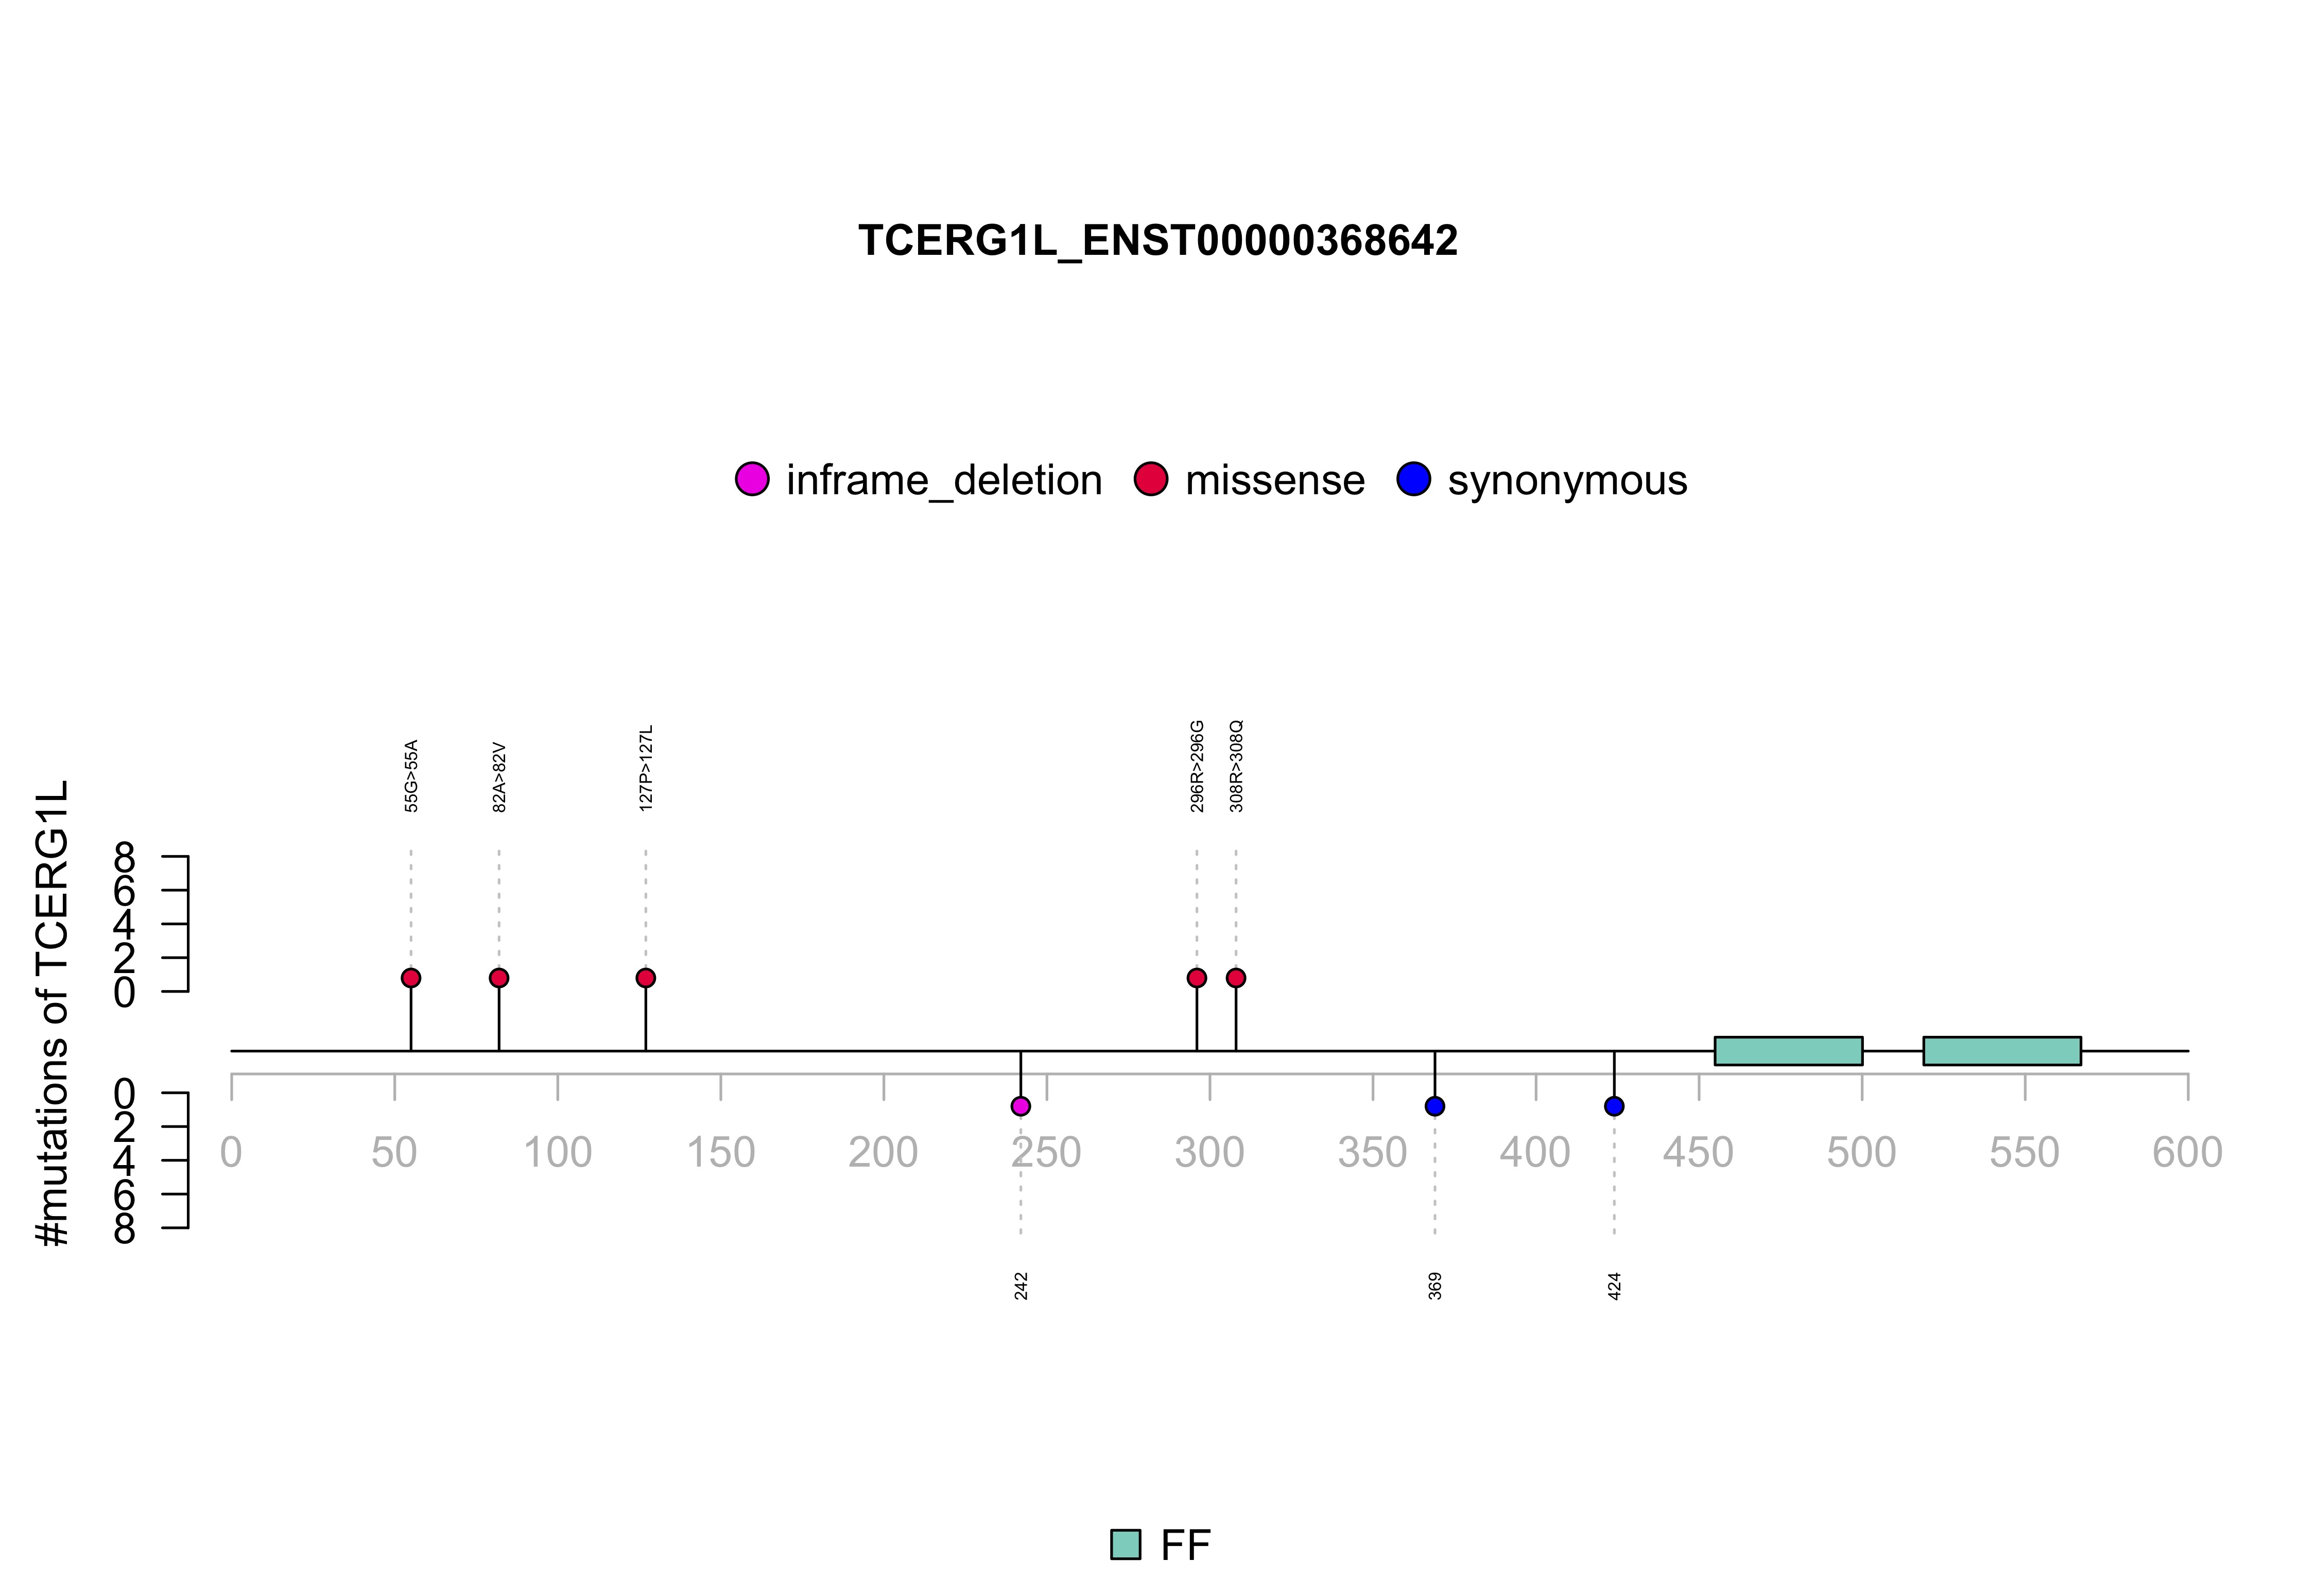 TCERG1L_ENST00000368642
inframe_deletion missense synonymous
55G>55A
82A>82V
127P>127L
296R>296G
308R>308Q
#mutations of TCERG1L
8
6
4
2
0
0
2
4
6
8
0 50 100 150 200 250 300 350 400 450 500 550 600
242
369
424
FF